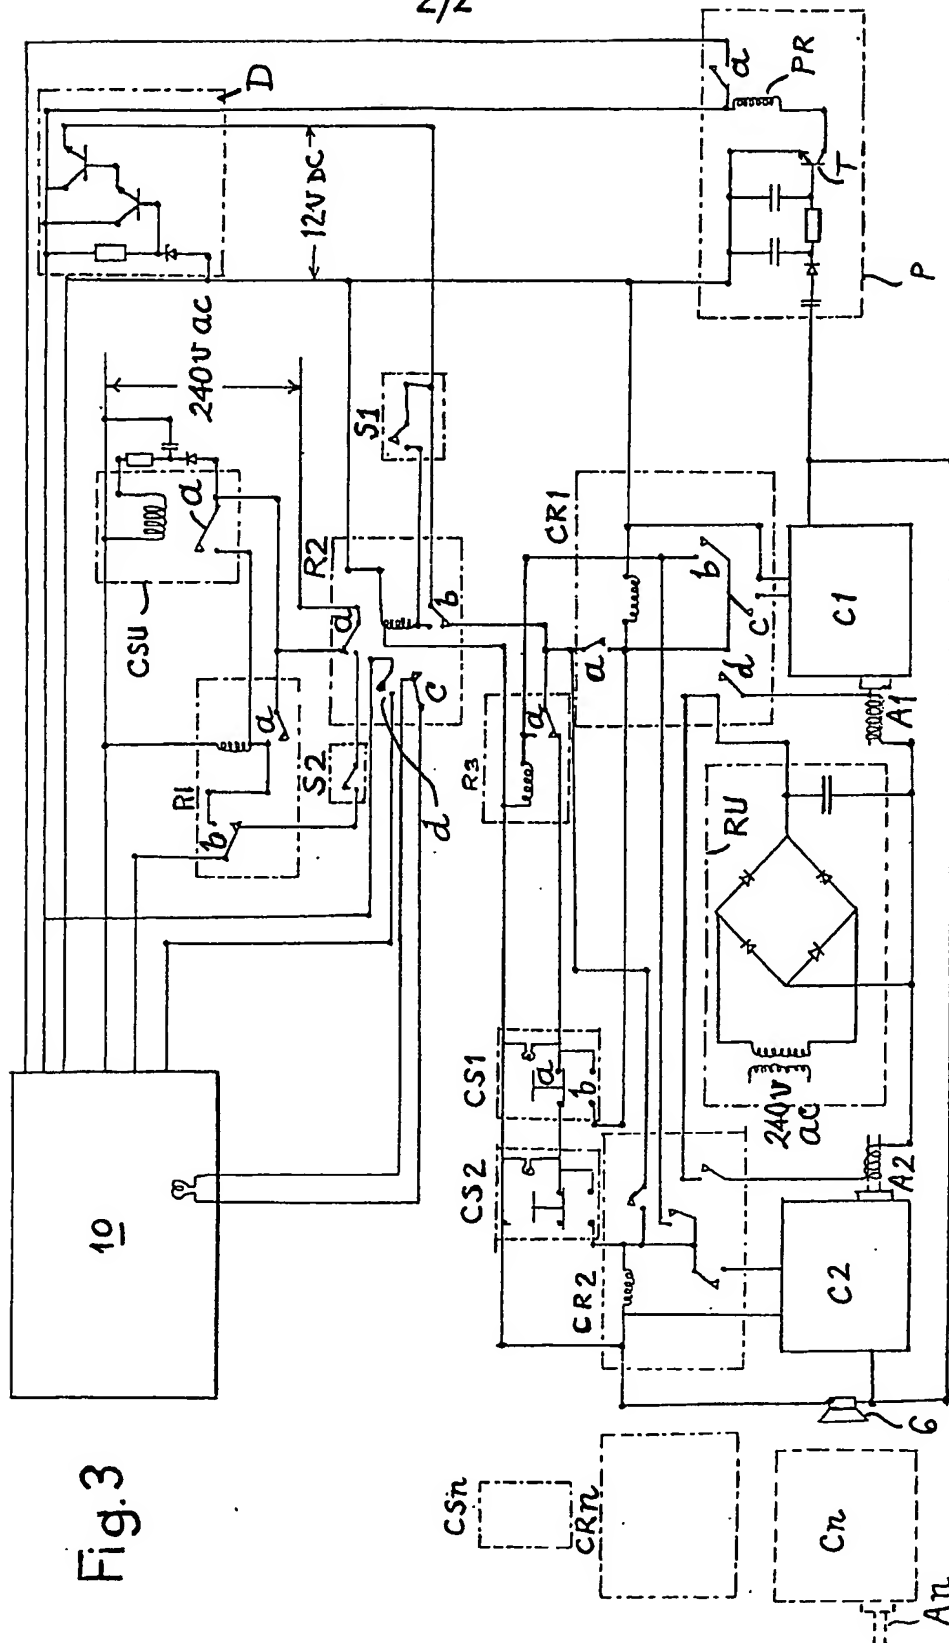 2/2
D
a
PR
12V DC
T
P
240V ac
S1
CSU
a
R2
b
a
c
d
R1
a
b
S2
CR1
a
b
c
d
C1
A1
R3
a
RU
CS1
a
b
240V
ac
CS2
A2
10
CR2
C2
6
Fig.3
CSn
CRn
Cn
An